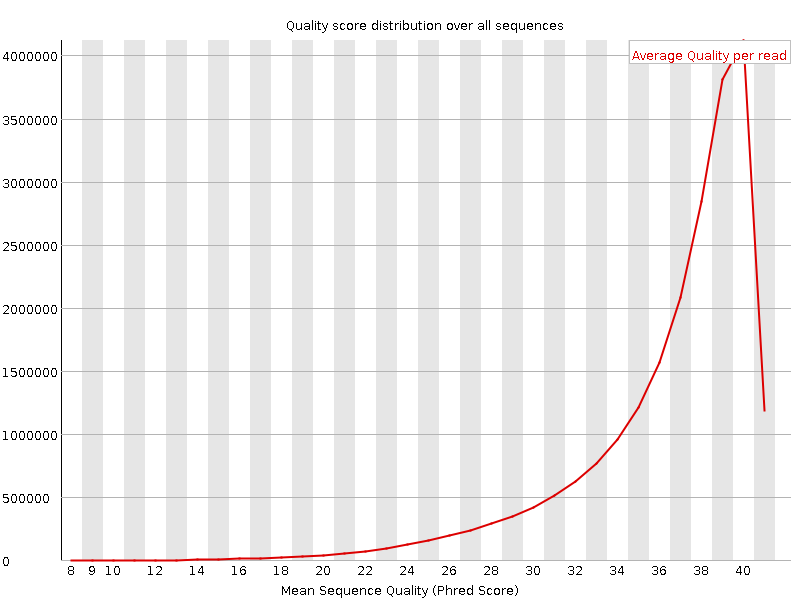 Quality score distribution over all sequences
Average Quality per read
4000000
3500000
3000000
2500000
2000000
1500000
1000000
500000
0
8 9 10 12 14 16 18 20 22 24 26 28 30 32 34 36 38 40
Mean Sequence Quality (Phred Score)